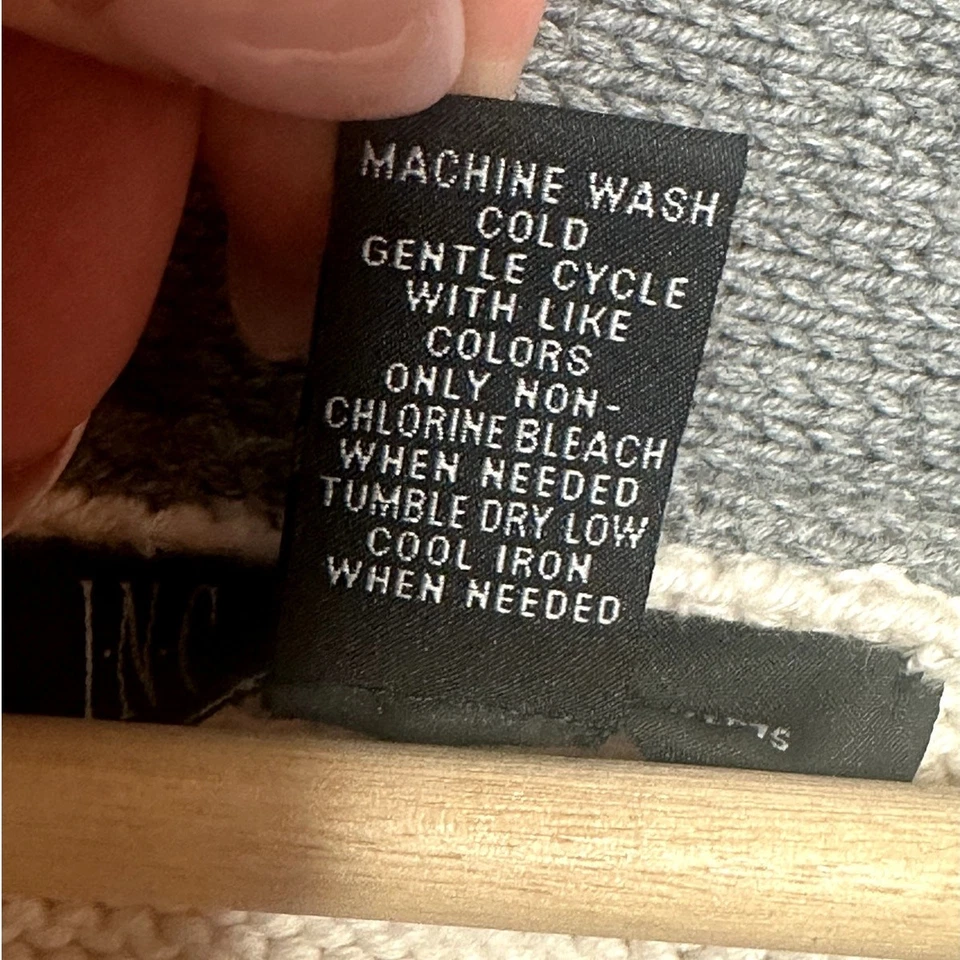 MACHINE WASH
COLD
GENTLE CYCLE
WITH LIKE
COLORS
ONLY NON-
CHLORINE BLEACH
WHEN NEEDED
TUMBLE DRY LOW
COOL IRON
WHEN NEEDED
I·N·C